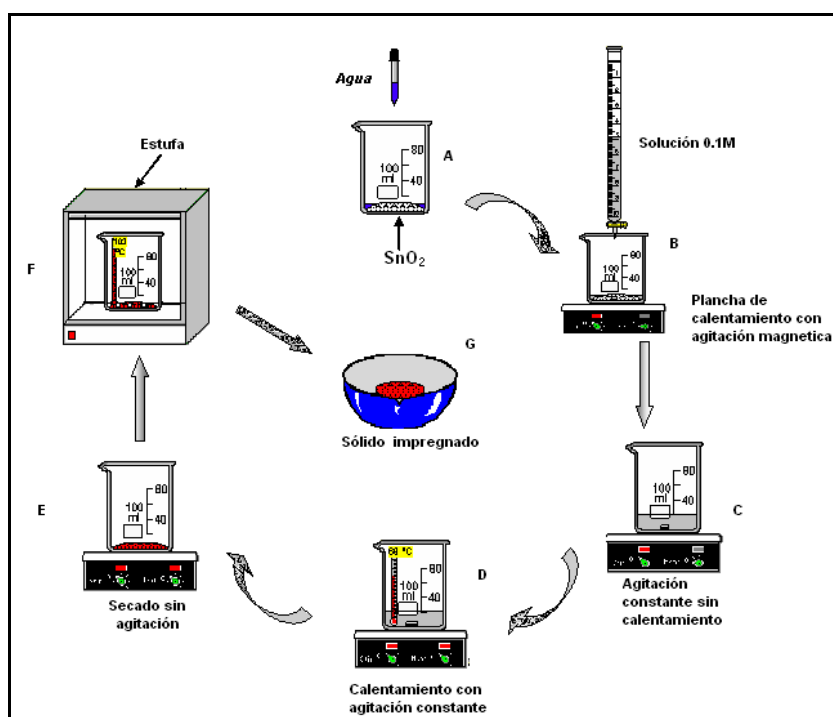 Agua
80
100
ml
40
A
SnO2
Solución 0.1M
B
80
100
ml
40
Plancha de
calentamiento con
agitación magnetica
C
80
100
ml
40
Agitación
constante sin
calentamiento
D
80
100
ml
40
Calentamiento con
agitación constante
E
80
100
ml
40
Secado sin
agitación
Estufa
F
ºC
80
100
ml
40
G
Sólido impregnado